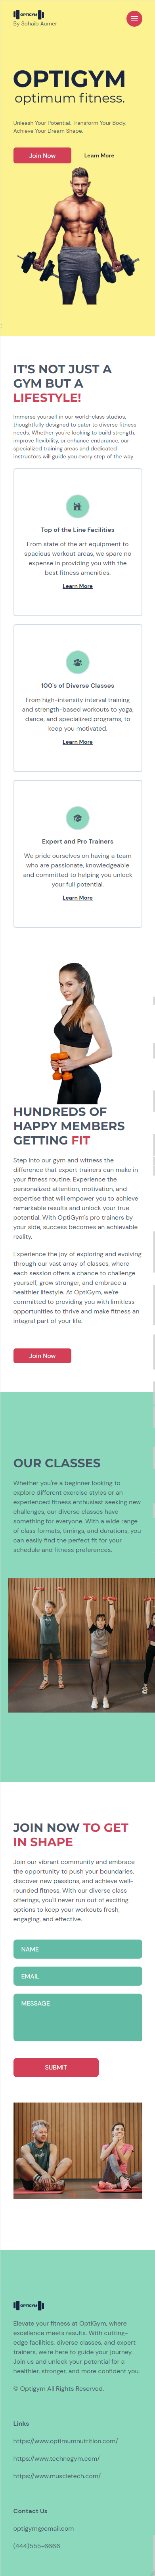 OPTIGYM
By Sohaib Aumer
OPTIGYM
optimum fitness.
Unleash Your Potential. Transform Your Body.
Achieve Your Dream Shape.
Join Now
Learn More
IT'S NOT JUST A
GYM BUT A
LIFESTYLE!
Immerse yourself in our world-class studios,
thoughtfully designed to cater to diverse fitness
needs. Whether you're looking to build strength,
improve flexibility, or enhance endurance, our
specialized training areas and dedicated
instructors will guide you every step of the way.
Top of the Line Facilities
From state of the art equipment to
spacious workout areas, we spare no
expense in providing you with the
best fitness amenities.
Learn More
100's of Diverse Classes
From high-intensity interval training
and strength-based workouts to yoga,
dance, and specialized programs, to
keep you motivated.
Learn More
Expert and Pro Trainers
We pride ourselves on having a team
who are passionate, knowledgeable
and committed to helping you unlock
your full potential.
Learn More
HUNDREDS OF
HAPPY MEMBERS
GETTING FIT
Step into our gym and witness the
difference that expert trainers can make in
your fitness routine. Experience the
personalized attention, motivation, and
expertise that will empower you to achieve
remarkable results and unlock your true
potential. With OptiGym's pro trainers by
your side, success becomes an achievable
reality.
Experience the joy of exploring and evolving
through our vast array of classes, where
each session offers a chance to challenge
yourself, grow stronger, and embrace a
healthier lifestyle. At OptiGym, we're
committed to providing you with limitless
opportunities to thrive and make fitness an
integral part of your life.
Join Now
OUR CLASSES
Whether you're a beginner looking to
explore different exercise styles or an
experienced fitness enthusiast seeking new
challenges, our diverse classes have
something for everyone. With a wide range
of class formats, timings, and durations, you
can easily find the perfect fit for your
schedule and fitness preferences.
JOIN NOW TO GET
IN SHAPE
Join our vibrant community and embrace
the opportunity to push your boundaries,
discover new passions, and achieve well-
rounded fitness. With our diverse class
offerings, you'll never run out of exciting
options to keep your workouts fresh,
engaging, and effective.
NAME
EMAIL
MESSAGE
SUBMIT
OPTIGYM
Elevate your fitness at OptiGym, where
excellence meets results. With cutting-
edge facilities, diverse classes, and expert
trainers, we're here to guide your journey.
Join us and unlock your potential for a
healthier, stronger, and more confident you.
© Optigym All Rights Reserved.
Links
https://www.optimumnutrition.com/
https://www.technogym.com/
https://www.muscletech.com/
Contact Us
optigym@email.com
(444)555-6666